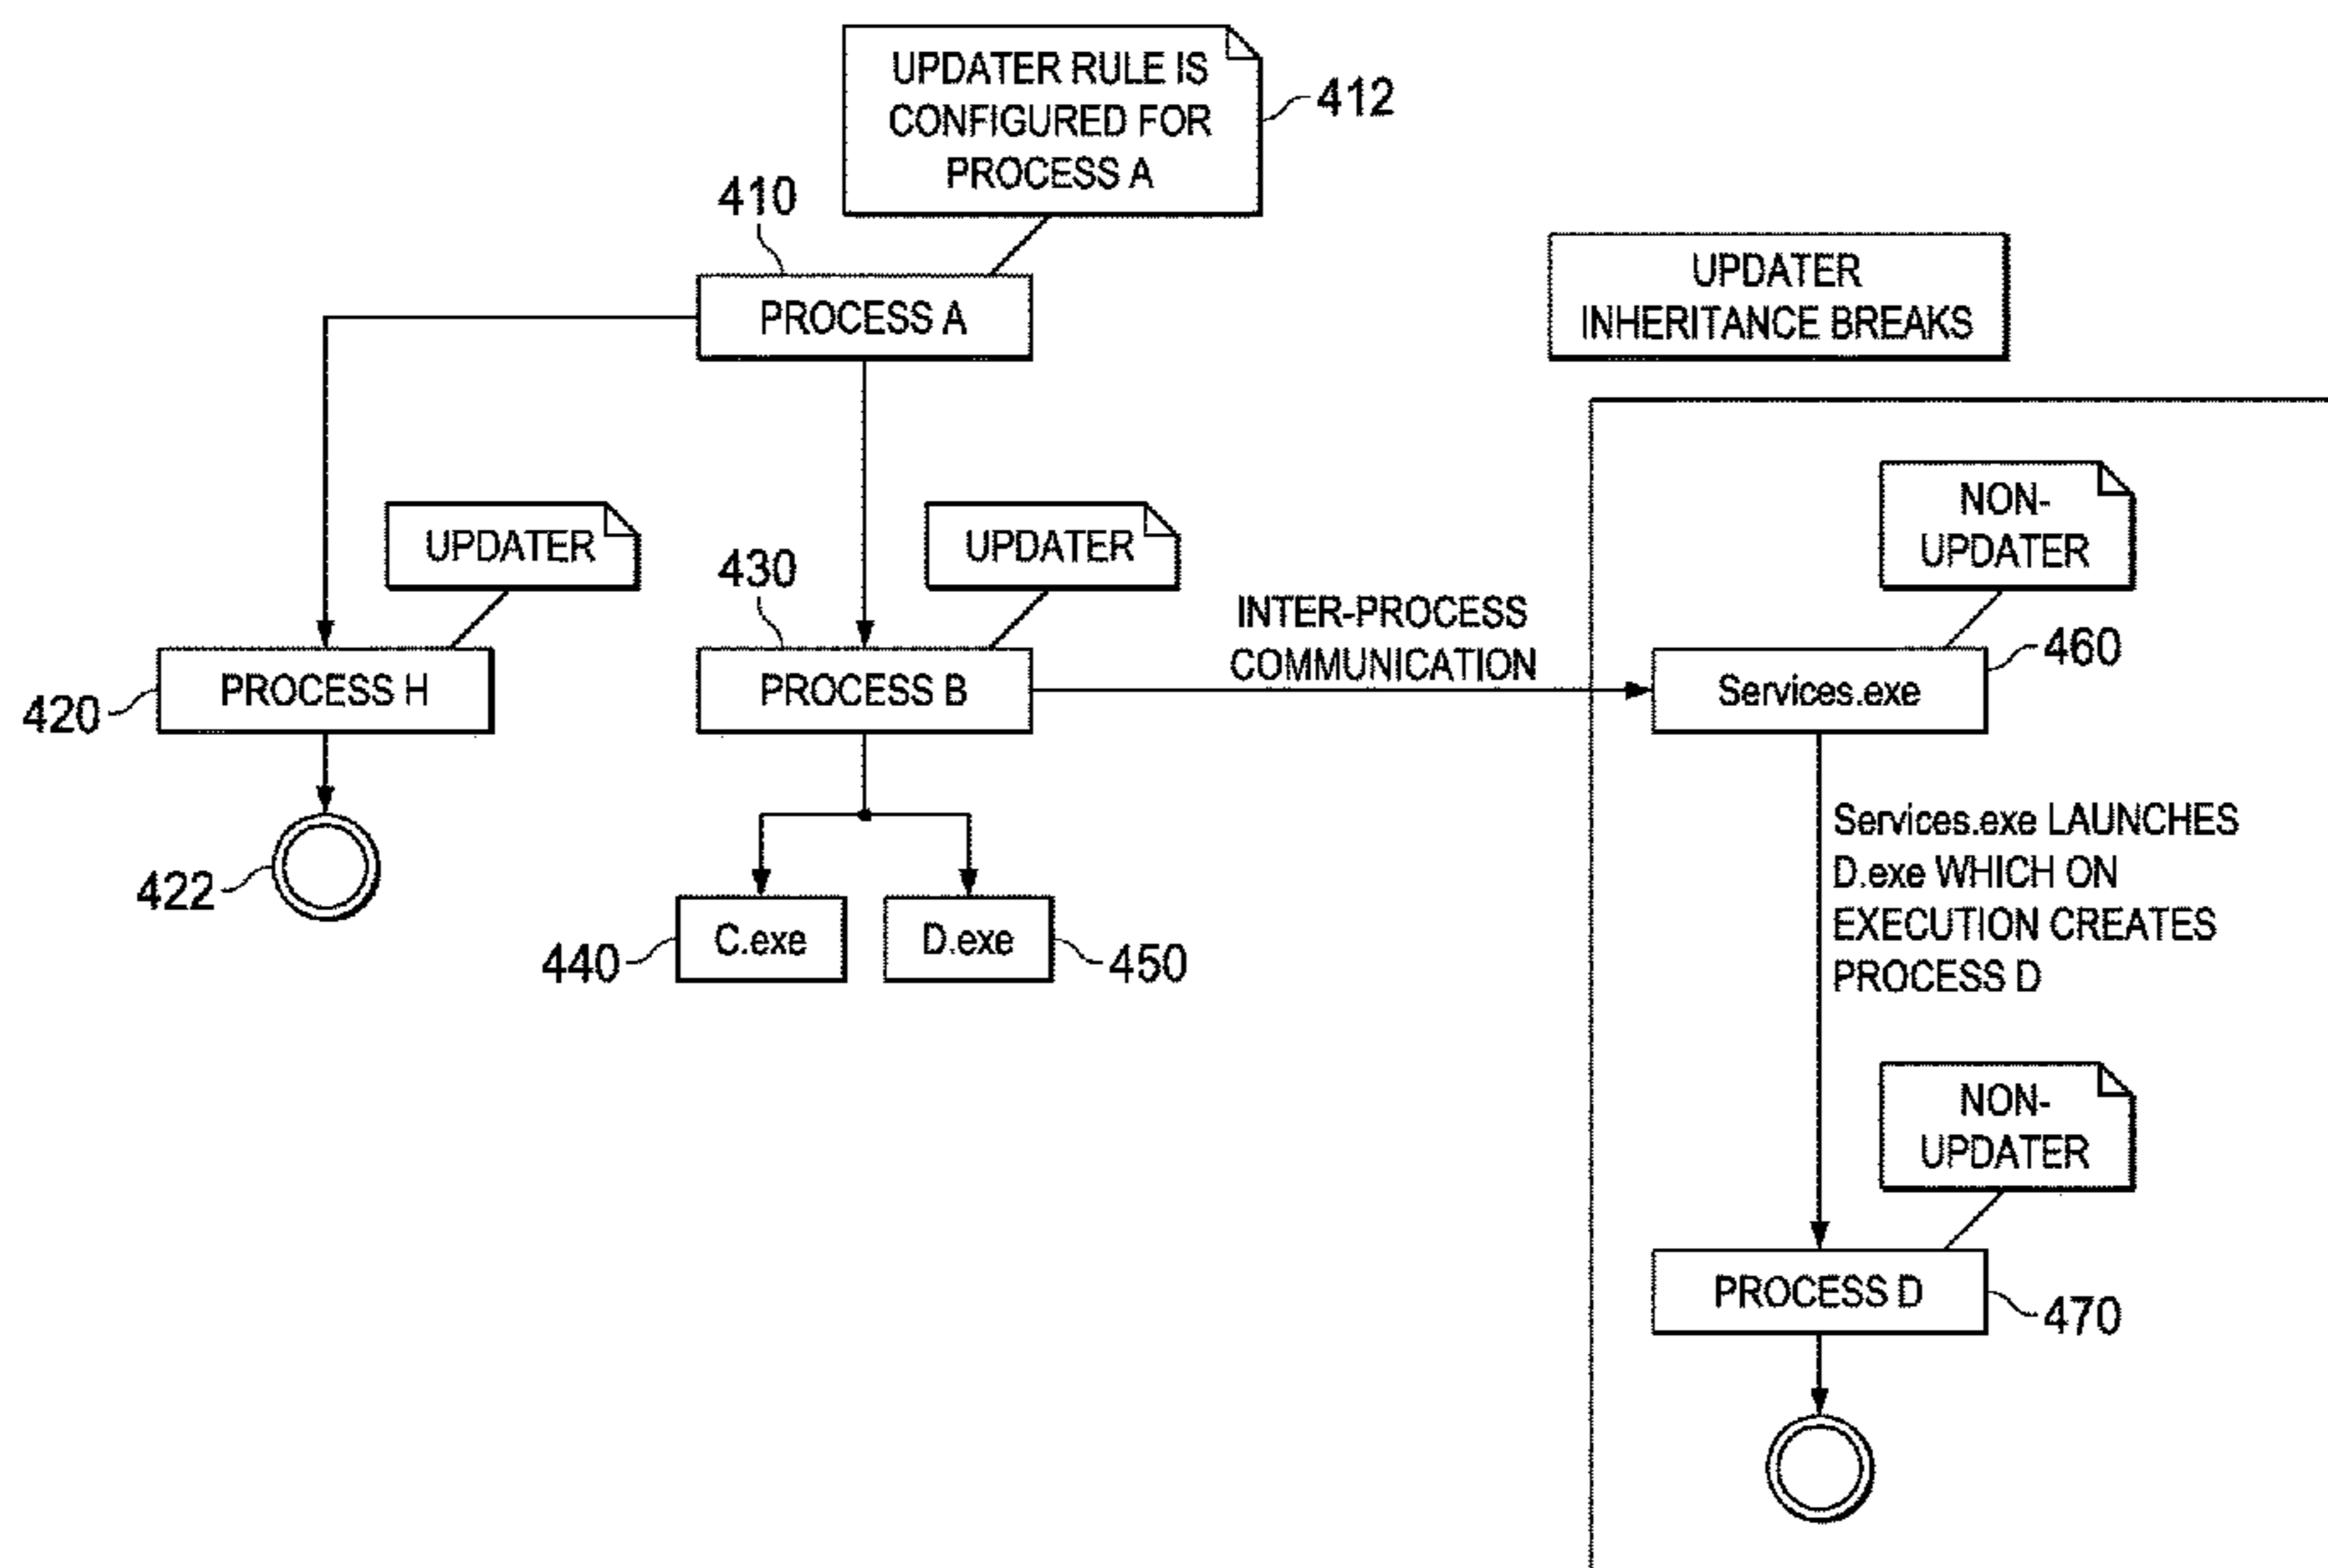 UPDATER RULE IS
CONFIGURED FOR
PROCESS A
412
410
PROCESS A
UPDATER
INHERITANCE BREAKS
UPDATER
430
UPDATER
NON-
UPDATER
INTER-PROCESS
COMMUNICATION
460
420
PROCESS H
PROCESS B
Services.exe
422
Services.exe LAUNCHES
D.exe WHICH ON
EXECUTION CREATES
PROCESS D
440
C.exe
D.exe
450
NON-
UPDATER
PROCESS D
470